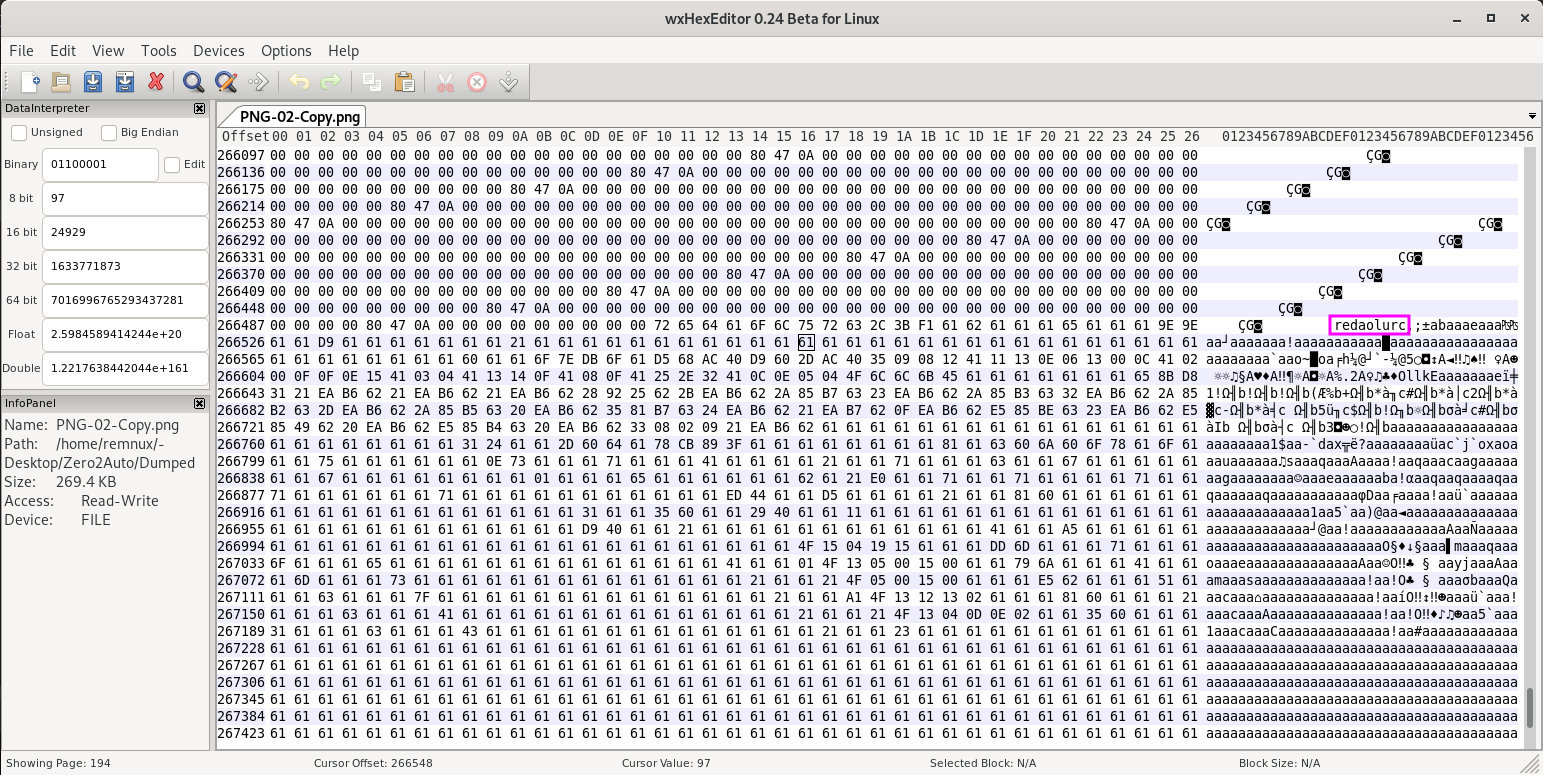 wxHexEditor 0.24 Beta for Linux
File Edit View Tools Devices Options Help
DataInterpreter
Unsigned Big Endian
Binary 01100001 Edit
8 bit 97
16 bit 24929
32 bit 1633771873
64 bit 7016996765293437281
Float 2.5984589414244e+20
Double 1.2217638442044e+161
InfoPanel
Name: PNG-02-Copy.png
Path: /home/remnux/-
Desktop/Zero2Auto/Dumped
Size: 269.4 KB
Access: Read-Write
Device: FILE
PNG-02-Copy.png
Offset 00 01 02 03 04 05 06 07 08 09 0A 0B 0C 0D 0E 0F 10 11 12 13 14 15 16 17 18 19 1A 1B 1C 1D 1E 1F 20 21 22 23 24 25 26 0123456789ABCDEF0123456789ABCDEF0123456
266097 00 00 00 00 00 00 00 00 00 00 00 00 00 00 00 00 00 00 00 00 80 47 0A 00 00 00 00 00 00 00 00 00 00 00 00 00 00 00 00 ÇG◙
266136 00 00 00 00 00 00 00 00 00 00 00 00 00 00 00 80 47 0A 00 00 00 00 00 00 00 00 00 00 00 00 00 00 00 00 00 00 00 00 00 ÇG◙
266175 00 00 00 00 00 00 00 00 00 00 80 47 0A 00 00 00 00 00 00 00 00 00 00 00 00 00 00 00 00 00 00 00 00 00 00 00 00 00 00 ÇG◙
266214 00 00 00 00 00 80 47 0A 00 00 00 00 00 00 00 00 00 00 00 00 00 00 00 00 00 00 00 00 00 00 00 00 00 00 00 00 00 00 00 ÇG◙
266253 80 47 0A 00 00 00 00 00 00 00 00 00 00 00 00 00 00 00 00 00 00 00 00 00 00 00 00 00 00 00 00 00 00 00 80 47 0A 00 00 ÇG◙ ÇG◙
266292 00 00 00 00 00 00 00 00 00 00 00 00 00 00 00 00 00 00 00 00 00 00 00 00 00 00 00 00 00 80 47 0A 00 00 00 00 00 00 00 ÇG◙
266331 00 00 00 00 00 00 00 00 00 00 00 00 00 00 00 00 00 00 00 00 00 00 00 00 80 47 0A 00 00 00 00 00 00 00 00 00 00 00 00 ÇG◙
266370 00 00 00 00 00 00 00 00 00 00 00 00 00 00 00 00 00 00 00 80 47 0A 00 00 00 00 00 00 00 00 00 00 00 00 00 00 00 00 00 ÇG◙
266409 00 00 00 00 00 00 00 00 00 00 00 00 00 00 80 47 0A 00 00 00 00 00 00 00 00 00 00 00 00 00 00 00 00 00 00 00 00 00 00 ÇG◙
266448 00 00 00 00 00 00 00 00 00 80 47 0A 00 00 00 00 00 00 00 00 00 00 00 00 00 00 00 00 00 00 00 00 00 00 00 00 00 00 00 ÇG◙
266487 00 00 00 00 80 47 0A 00 00 00 00 00 00 00 00 00 72 65 64 61 6F 6C 75 72 63 2C 3B F1 61 62 61 61 61 65 61 61 61 9E 9E ÇG◙ redaolurc,;±abaaaeaaa₧₧
266526 61 61 D9 61 61 61 61 61 61 61 21 61 61 61 61 61 61 61 61 61 61 61 61 61 61 61 61 61 61 61 61 61 61 61 61 61 61 61 61
266565 61 61 61 61 61 61 61 61 60 61 61 6F 7E DB 6F 61 D5 68 AC 40 D9 60 2D AC 40 35 09 08 12 41 11 13 0E 06 13 00 0C 41 02
266604 00 0F 0F 0E 15 41 03 04 41 13 14 0F 41 08 0F 41 25 2E 32 41 0C 0E 05 04 4F 6C 6C 6B 45 61 61 61 61 61 61 61 65 8B D8
266643 31 21 EA B6 62 21 EA B6 62 21 EA B6 62 28 92 25 62 2B EA B6 62 2A 85 B7 63 23 EA B6 62 2A 85 B3 63 32 EA B6 62 2A 85
266682 B2 63 2D EA B6 62 2A 85 B5 63 20 EA B6 62 35 81 B7 63 24 EA B6 62 21 EA B7 62 0F EA B6 62 E5 85 BE 63 23 EA B6 62 E5
266721 85 49 62 20 EA B6 62 E5 85 B4 63 20 EA B6 62 33 08 02 09 21 EA B6 62 61 61 61 61 61 61 61 61 61 61 61 61 61 61 61 61
266760 61 61 61 61 61 61 61 61 31 24 61 61 2D 60 64 61 78 CB 89 3F 61 61 61 61 61 61 61 61 81 61 63 60 6A 60 6F 78 61 6F 61
266799 61 61 75 61 61 61 61 61 61 0E 73 61 61 61 71 61 61 61 41 61 61 61 61 21 61 61 71 61 61 61 63 61 61 67 61 61 61 61 61
266838 61 61 67 61 61 61 61 61 61 61 61 01 61 61 61 65 61 61 61 61 61 61 62 61 21 E0 61 61 71 61 61 71 61 61 61 61 71 61 61
266877 71 61 61 61 61 61 61 71 61 61 61 61 61 61 61 61 61 61 61 ED 44 61 61 D5 61 61 61 61 21 61 61 81 60 61 61 61 61 61 61
266916 61 61 61 61 61 61 61 61 61 61 61 61 61 31 61 61 35 60 61 61 29 40 61 61 11 61 61 61 61 61 61 61 61 61 61 61 61 61 61
266955 61 61 61 61 61 61 61 61 61 61 61 61 61 D9 40 61 61 21 61 61 61 61 61 61 61 61 61 61 61 61 41 61 61 A5 61 61 61 61 61
266994 61 61 61 61 61 61 61 61 61 61 61 61 61 61 61 61 61 61 61 61 61 61 4F 15 04 19 15 61 61 61 DD 6D 61 61 61 71 61 61 61
267033 6F 61 61 61 65 61 61 61 61 61 61 61 61 61 61 61 61 61 61 41 61 61 01 4F 13 05 00 15 00 61 61 79 6A 61 61 61 41 61 61
267072 61 6D 61 61 61 73 61 61 61 61 61 61 61 61 61 61 61 61 61 61 21 61 61 21 4F 05 00 15 00 61 61 61 E5 62 61 61 61 51 61
267111 61 61 63 61 61 61 7F 61 61 61 61 61 61 61 61 61 61 61 61 61 61 21 61 61 A1 4F 13 12 13 02 61 61 61 81 60 61 61 61 21
267150 61 61 61 63 61 61 61 41 61 61 61 61 61 61 61 61 61 61 61 61 61 61 21 61 61 21 4F 13 04 0D 0E 02 61 61 35 60 61 61 61
267189 31 61 61 61 63 61 61 61 43 61 61 61 61 61 61 61 61 61 61 61 61 61 61 21 61 61 23 61 61 61 61 61 61 61 61 61 61 61 61
267228 61 61 61 61 61 61 61 61 61 61 61 61 61 61 61 61 61 61 61 61 61 61 61 61 61 61 61 61 61 61 61 61 61 61 61 61 61 61 61 aaaaaaaaaaaaaaaaaaaaaaaaaaaaaaaaaaaaaaa
267267 61 61 61 61 61 61 61 61 61 61 61 61 61 61 61 61 61 61 61 61 61 61 61 61 61 61 61 61 61 61 61 61 61 61 61 61 61 61 61 aaaaaaaaaaaaaaaaaaaaaaaaaaaaaaaaaaaaaaa
267306 61 61 61 61 61 61 61 61 61 61 61 61 61 61 61 61 61 61 61 61 61 61 61 61 61 61 61 61 61 61 61 61 61 61 61 61 61 61 61 aaaaaaaaaaaaaaaaaaaaaaaaaaaaaaaaaaaaaaa
267345 61 61 61 61 61 61 61 61 61 61 61 61 61 61 61 61 61 61 61 61 61 61 61 61 61 61 61 61 61 61 61 61 61 61 61 61 61 61 61 aaaaaaaaaaaaaaaaaaaaaaaaaaaaaaaaaaaaaaa
267384 61 61 61 61 61 61 61 61 61 61 61 61 61 61 61 61 61 61 61 61 61 61 61 61 61 61 61 61 61 61 61 61 61 61 61 61 61 61 61 aaaaaaaaaaaaaaaaaaaaaaaaaaaaaaaaaaaaaaa
267423 61 61 61 61 61 61 61 61 61 61 61 61 61 61 61 61 61 61 61 61 61 61 61 61 61 61 61 61 61 61 61 61 61 61 61 61 61 61 61 aaaaaaaaaaaaaaaaaaaaaaaaaaaaaaaaaaaaaaa
Showing Page: 194 Cursor Offset: 266548 Cursor Value: 97 Selected Block: N/A Block Size: N/A